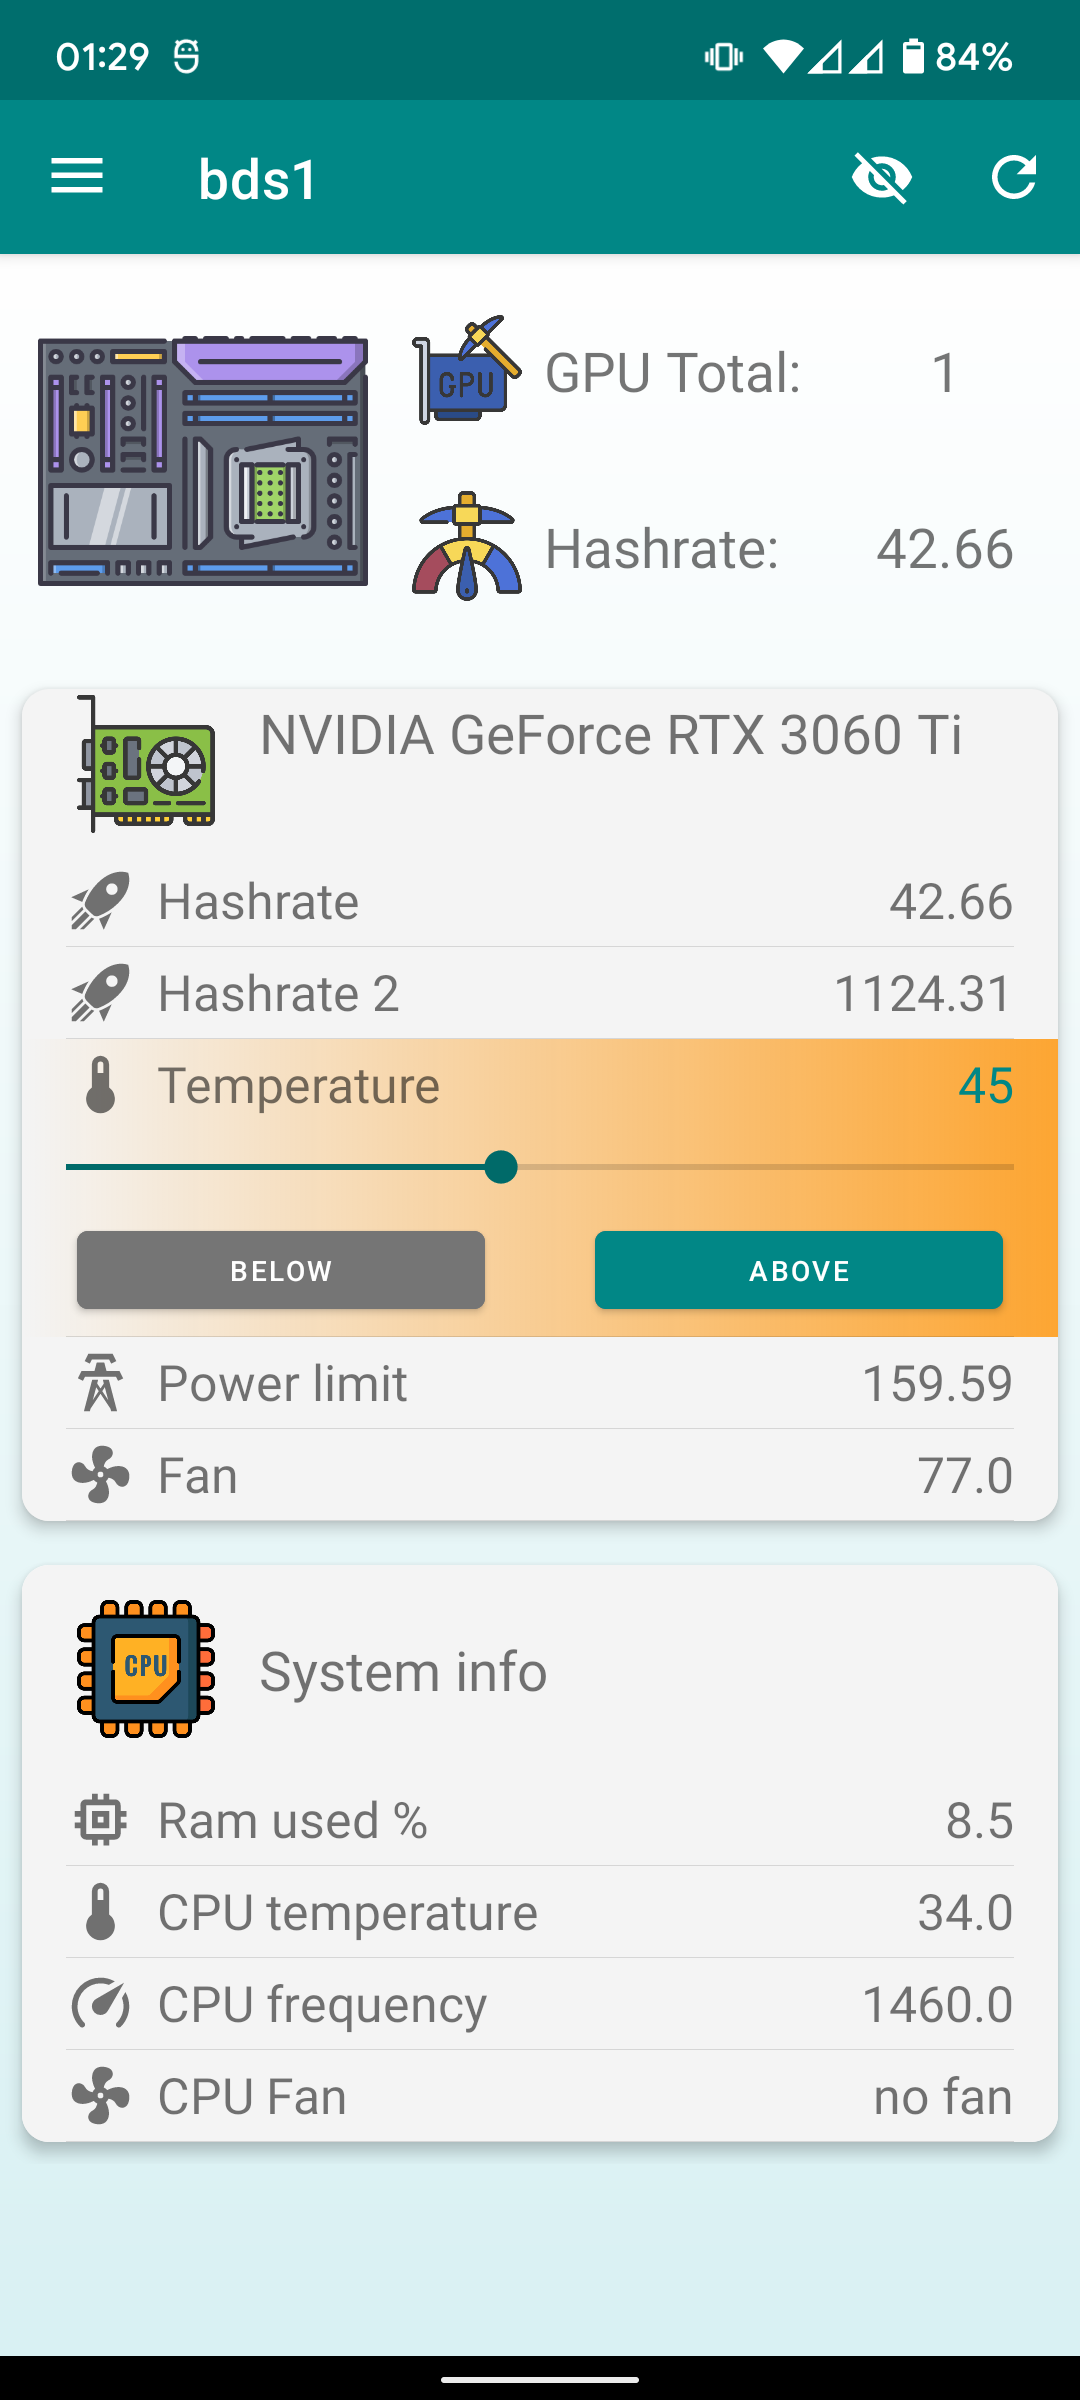 01:29
84%
bds1
GPU
GPU Total: 1
Hashrate: 42.66
NVIDIA GeForce RTX 3060 Ti
Hashrate 42.66
Hashrate 2 1124.31
Temperature 45
BELOW ABOVE
Power limit 159.59
Fan 77.0
CPU
System info
Ram used % 8.5
CPU temperature 34.0
CPU frequency 1460.0
CPU Fan no fan